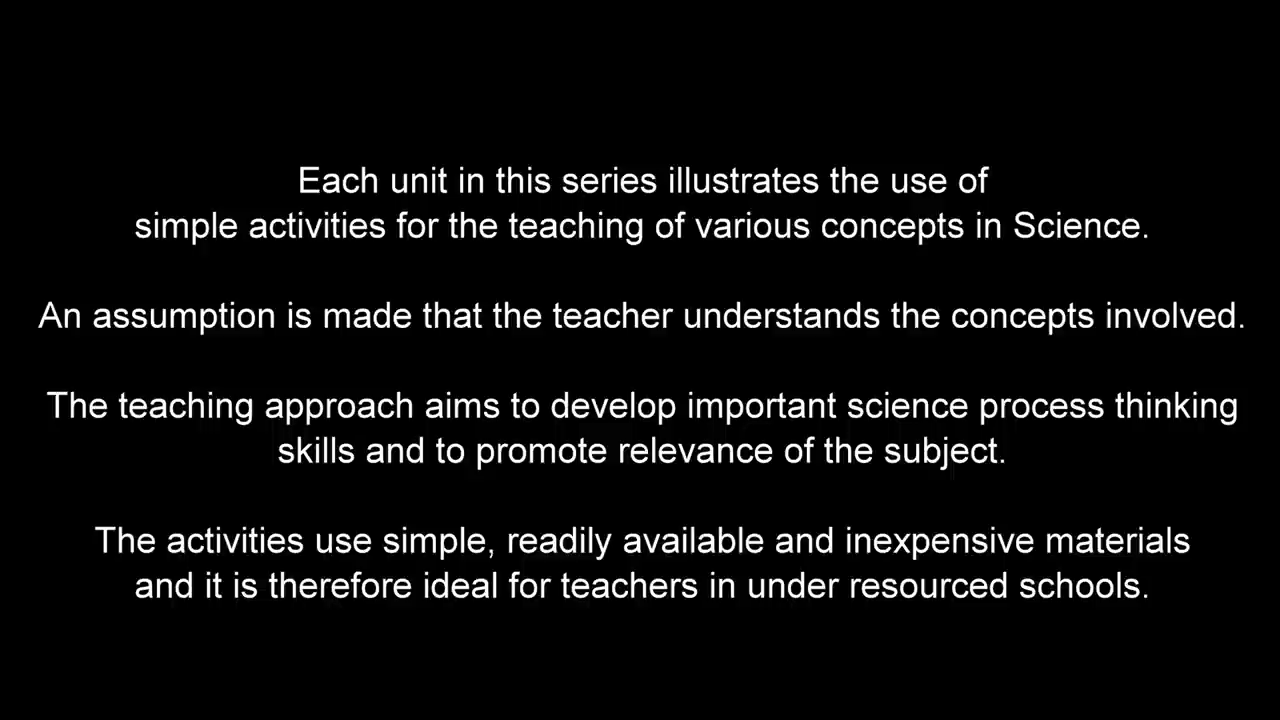 Each unit in this series illustrates the use of
simple activities for the teaching of various concepts in Science.
An assumption is made that the teacher understands the concepts involved.
The teaching approach aims to develop important science process thinking
skills and to promote relevance of the subject.
The activities use simple, readily available and inexpensive materials
and it is therefore ideal for teachers in under resourced schools.